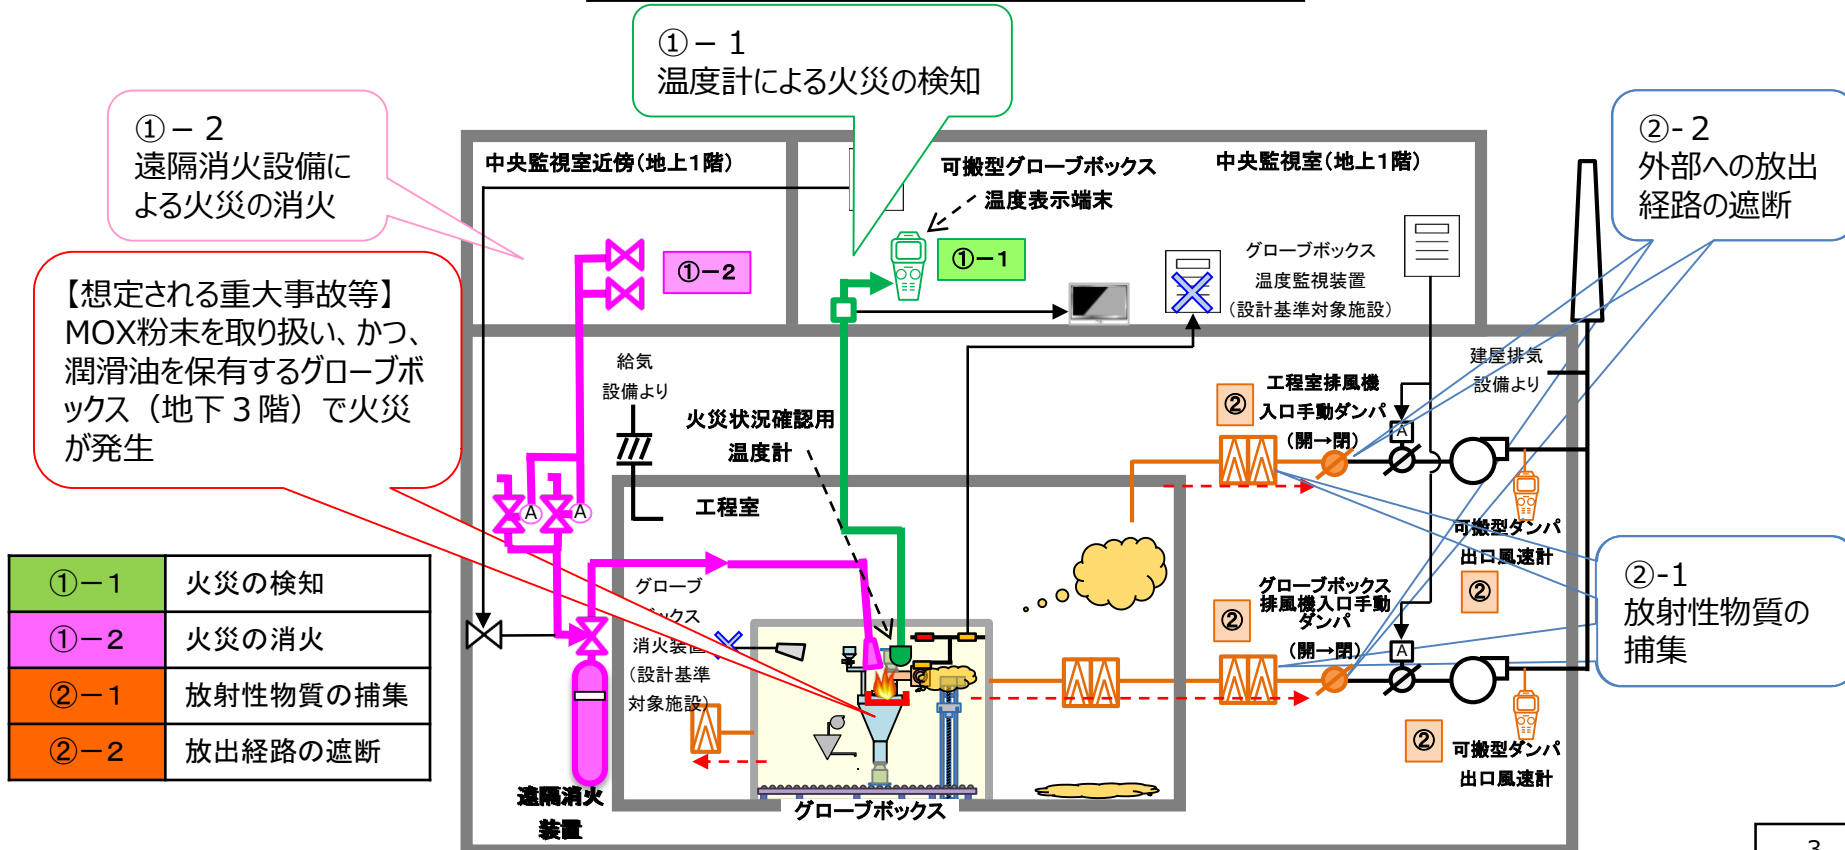 ①－１
温度計による火災の検知
①－２
遠隔消火設備に
よる火災の消火
②-２
外部への放出
経路の遮断
【想定される重大事故等】
MOX粉末を取り扱い、かつ、
潤滑油を保有するグローブボ
ックス（地下３階）で火災
が発生
中央監視室近傍(地上1階)
可搬型グローブボックス
温度表示端末
中央監視室(地上1階)
①－2
①－1
グローブボックス
温度監視装置
(設計基準対象施設)
給気
設備より
火災状況確認用
温度計
工程室排風機
入口手動ダンパ
(開→閉)
②
建屋排気
設備より
A
A
A
工程室
可搬型ダンパ
出口風速計
②
②-1
放射性物質の
捕集
①－1 火災の検知
①－2 火災の消火
②－1 放射性物質の捕集
②－2 放出経路の遮断
グローブ
ボックス
消火装置
(設計基準
対象施設)
グローブボックス
排風機入口手動
ダンパ
(開→閉)
②
A
②
可搬型ダンパ
出口風速計
遠隔消火
装置
グローブボックス
3